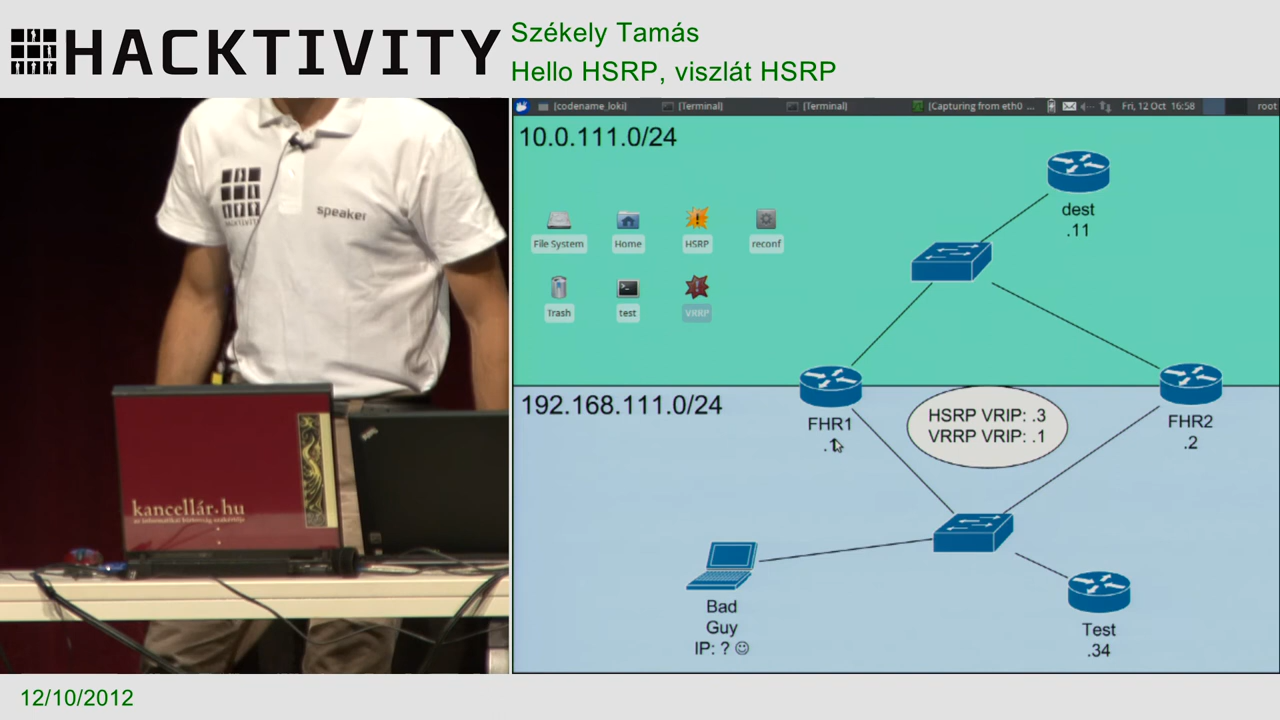 HACKTIVITY
Székely Tamás
Hello HSRP, viszlát HSRP
[codename_loki]
[Terminal]
[Terminal]
[Capturing from eth0 ...
Fri, 12 Oct 16:58
root
10.0.111.0/24
dest
.11
File System
Home
HSRP
reconf
Trash
test
VRRP
192.168.111.0/24
FHR1
.1
HSRP VRIP: .3
VRRP VRIP: .1
FHR2
.2
Bad
Guy
IP: ? ☺
Test
.34
HACKTIVITY
speaker
kancellár.hu
12/10/2012